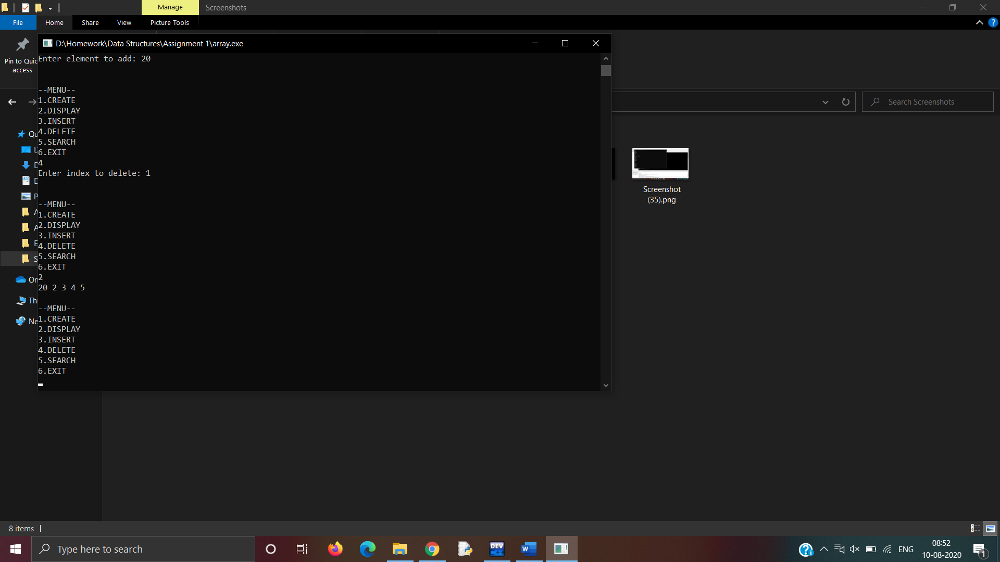 Manage
Screenshots
File
Home
Share
View
Picture Tools
D:\Homework\Data Structures\Assignment 1\array.exe
Pin to Quic
access
Enter element to add: 20
--MENU--
1.CREATE
2.DISPLAY
3.INSERT
4.DELETE
5.SEARCH
6.EXIT
4
Enter index to delete: 1
--MENU--
1.CREATE
2.DISPLAY
3.INSERT
4.DELETE
5.SEARCH
6.EXIT
2
20 2 3 4 5
--MENU--
1.CREATE
2.DISPLAY
3.INSERT
4.DELETE
5.SEARCH
6.EXIT
Search Screenshots
Qu
D
D
D
P
A
A
E
S
On
Thi
Ne
Screenshot
(35).png
8 items
Type here to search
DEV
C++
W
ENG
08:52
10-08-2020
1